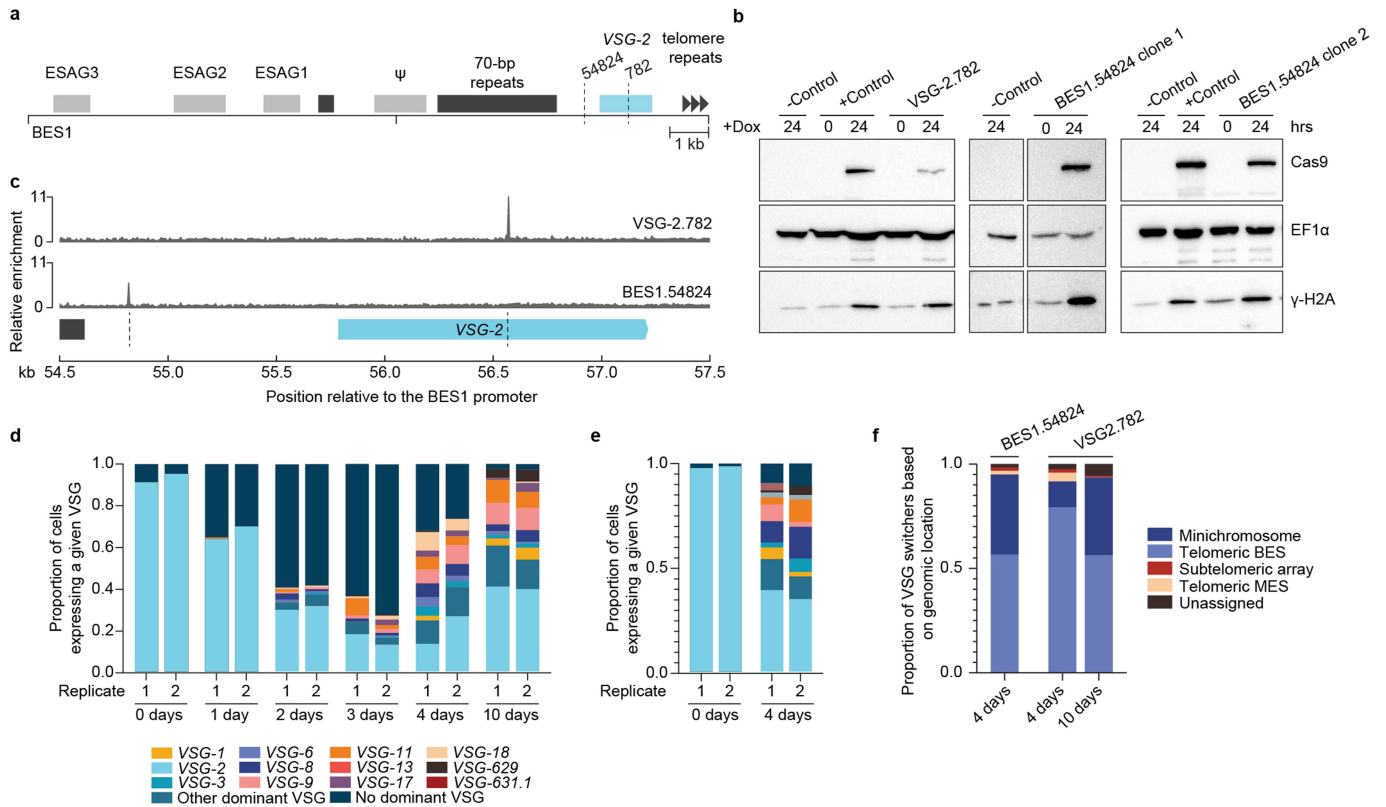 a
ESAG3
ESAG2
ESAG1
ψ
70-bp
repeats
54824
VSG-2
782
telomere
repeats
BES1
1 kb
b
-Control
+Control
VSG-2.782
-Control
BES1.54824 clone 1
-Control
+Control
BES1.54824 clone 2
+Dox 24 0 24 0 24 24 0 24 24 0 24 0 24 hrs
Cas9
EF1α
γ-H2A
c
Relative enrichment
11
0
VSG-2.782
11
0
BES1.54824
VSG-2
kb 54.5 55.0 55.5 56.0 56.5 57.0 57.5
Position relative to the BES1 promoter
d
Proportion of cells
expressing a given VSG
1.0
0.8
0.6
0.4
0.2
0.0
Replicate 1 2 1 2 1 2 1 2 1 2 1 2
0 days 1 day 2 days 3 days 4 days 10 days
VSG-1 VSG-6 VSG-11 VSG-18
VSG-2 VSG-8 VSG-13 VSG-629
VSG-3 VSG-9 VSG-17 VSG-631.1
Other dominant VSG No dominant VSG
e
Proportion of cells
expressing a given VSG
1.0
0.5
0.0
Replicate 1 2 1 2
0 days 4 days
f
BES1.54824
VSG2.782
Proportion of VSG switchers based
on genomic location
1.0
0.5
0.0
4 days
4 days
10 days
Minichromosome
Telomeric BES
Subtelomeric array
Telomeric MES
Unassigned